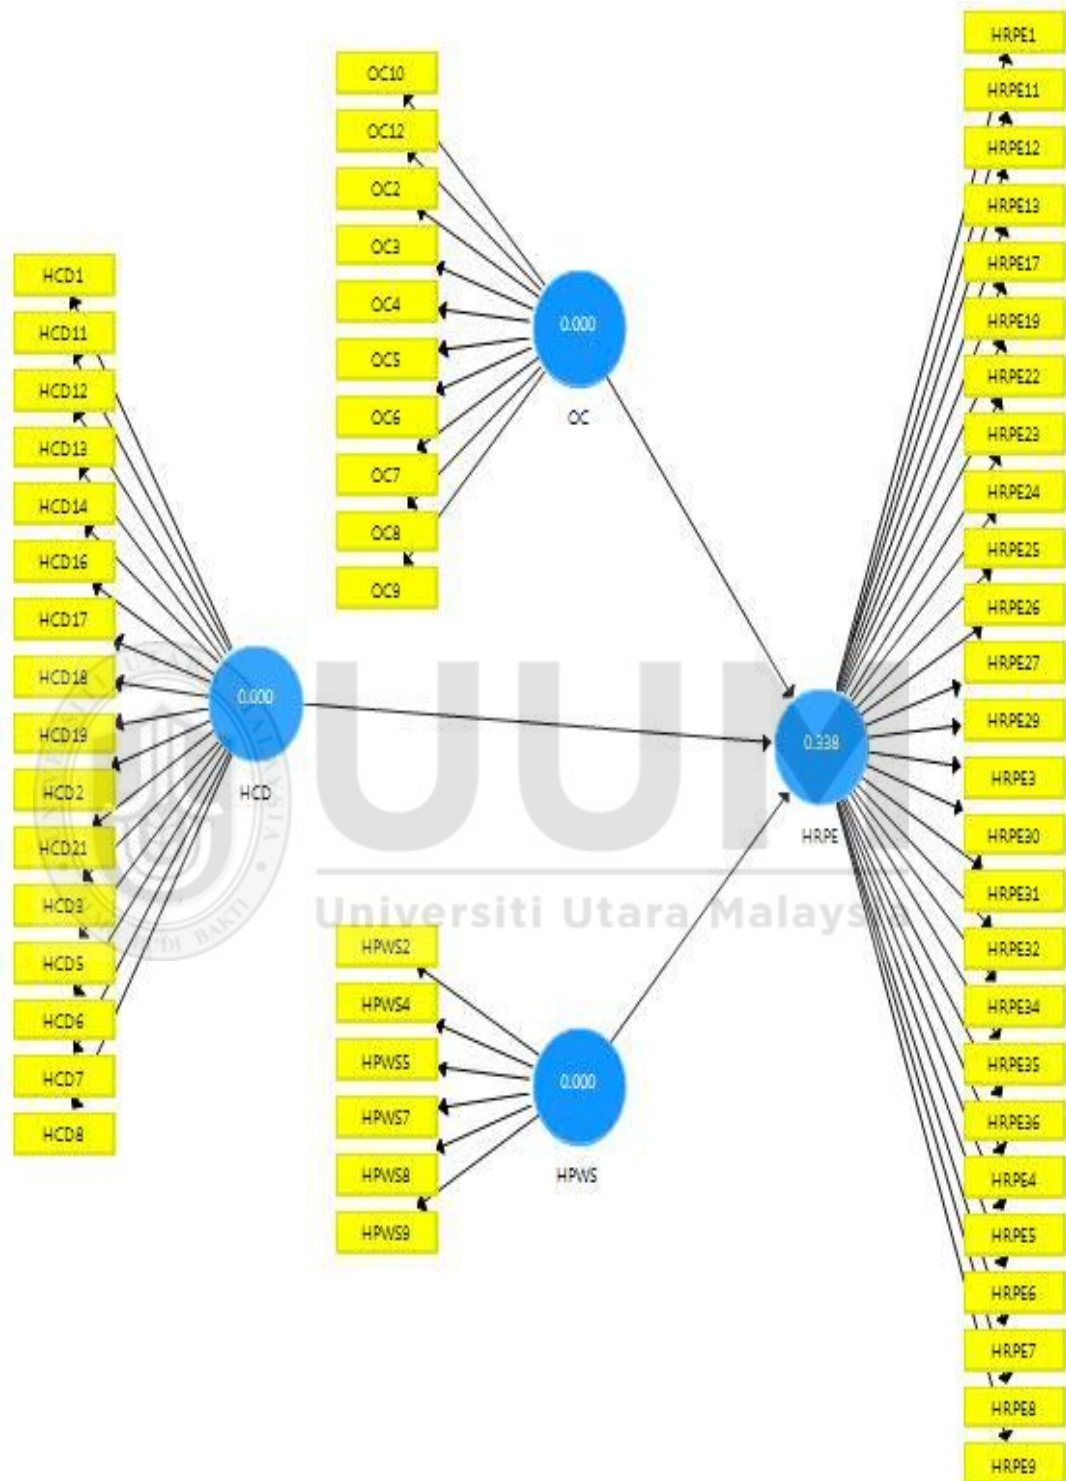 HCD1
HCD11
HCD12
HCD13
HCD14
HCD16
HCD17
HCD18
HCD19
HCD2
HCD21
HCD3
HCD5
HCD6
HCD7
HCD8
0.000
HCD
OC10
OC12
OC2
OC3
OC4
OC5
OC6
OC7
OC8
OC9
0.000
OC
HPWS2
HPWS4
HPWS5
HPWS7
HPWS8
HPWS9
0.000
HPWS
0.338
HRPE
HRPE1
HRPE11
HRPE12
HRPE13
HRPE17
HRPE19
HRPE22
HRPE23
HRPE24
HRPE25
HRPE26
HRPE27
HRPE29
HRPE3
HRPE30
HRPE31
HRPE32
HRPE34
HRPE35
HRPE36
HRPE4
HRPE5
HRPE6
HRPE7
HRPE8
HRPE9
UUM
Universiti Utara Malaysia